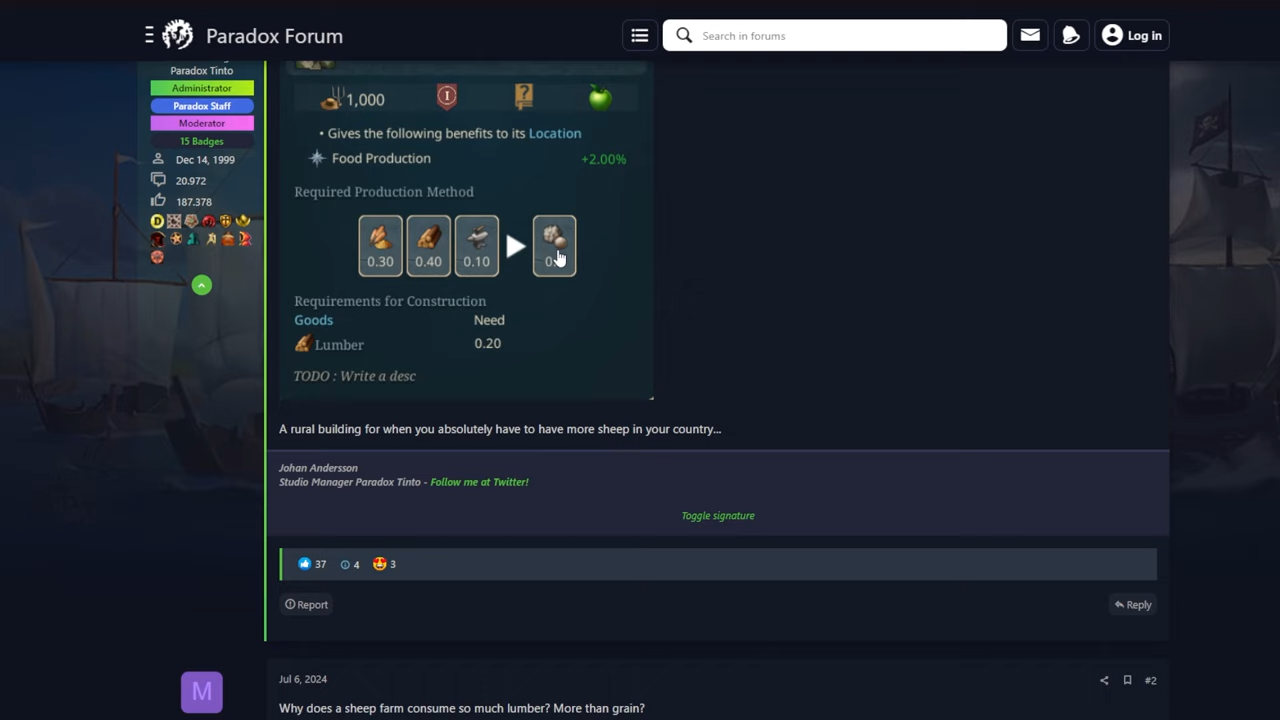 Paradox Forum
Search in forums
Log in
Paradox Tinto
Administrator
Paradox Staff
Moderator
15 Badges
Dec 14, 1999
20.972
187.378
1,000
• Gives the following benefits to its Location
Food Production +2.00%
Required Production Method
0.30 0.40 0.10
Requirements for Construction
Goods Need
Lumber 0.20
TODO : Write a desc
A rural building for when you absolutely have to have more sheep in your country...
Johan Andersson
Studio Manager Paradox Tinto - Follow me at Twitter!
Toggle signature
37 4 3
Report
Reply
M
Jul 6, 2024
#2
Why does a sheep farm consume so much lumber? More than grain?